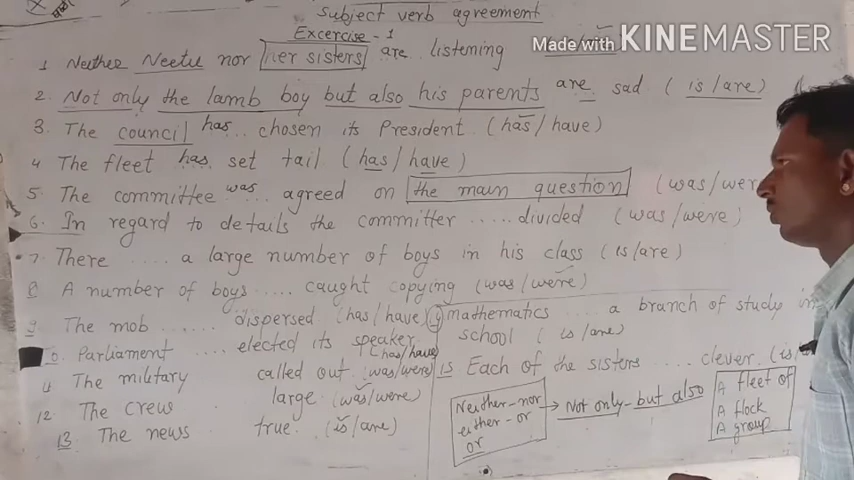 Subject verb agreement
Excercise - 1
Made with KINEMASTER
1 Neither Neetu nor her sisters are listening
2. Not only the lamb boy but also his parents are sad (is/are)
3. The council has chosen its President (has/have)
4 The fleet has set tail (has/have)
5. The committee was agreed on the main question (was/wer
6. In regard to details the committer ..... divided (was/were)
7. There .... a large number of boys in his class (is/are)
8 A number of boys ..... caught copying (was/were)
9 The mob ...... dispersed (has/have)
10. Parliament .... elected its speaker (has/have)
11 The military called out (was/were)
12 The crew large (was/were)
13 The news true. (is/are)
mathematics ..... a branch of study in
school ( is/are)
15 Each of the sisters .... clever. (is/a
Neither-nor
either-or
or
→ Not only-but also
A fleet of
A flock
A group